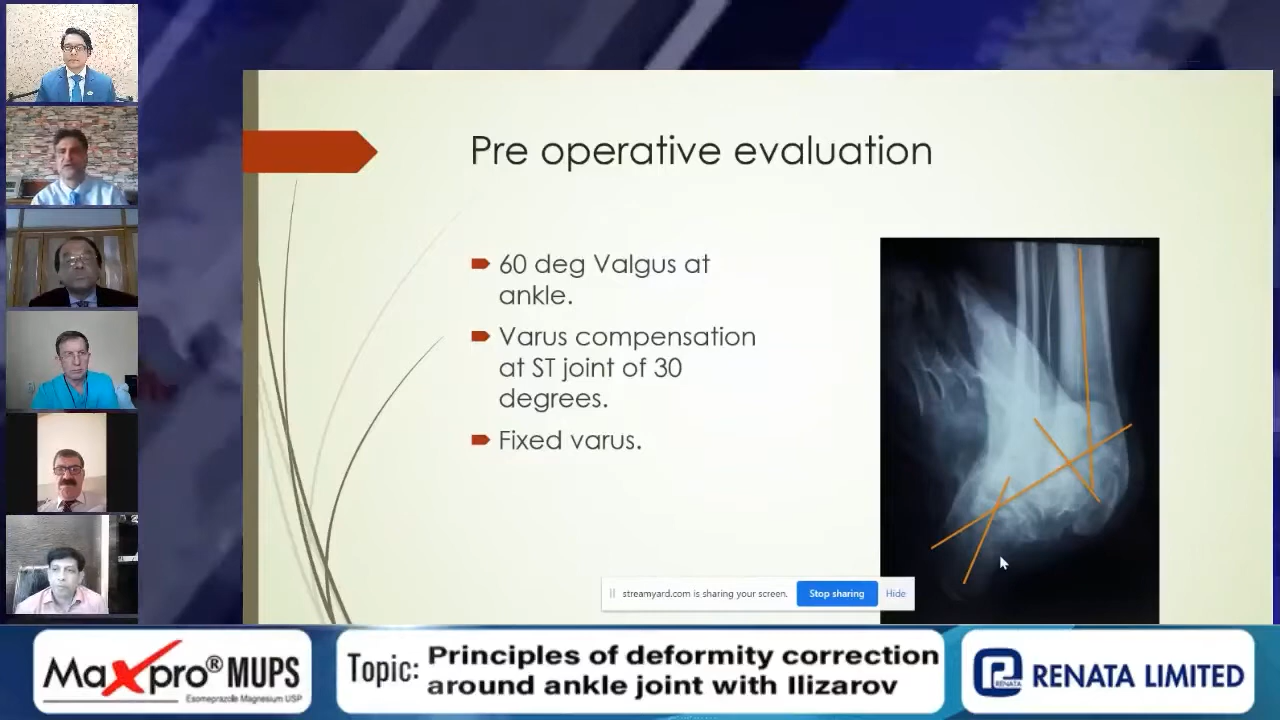 Pre operative evaluation
60 deg Valgus at
ankle.
Varus compensation
at ST joint of 30
degrees.
Fixed varus.
streamyard.com is sharing your screen.
Stop sharing
Hide
Maxpro® MUPS
Esomeprazole Magnesium USP
Topic:
Principles of deformity correction
around ankle joint with Ilizarov
RENATA
RENATA LIMITED